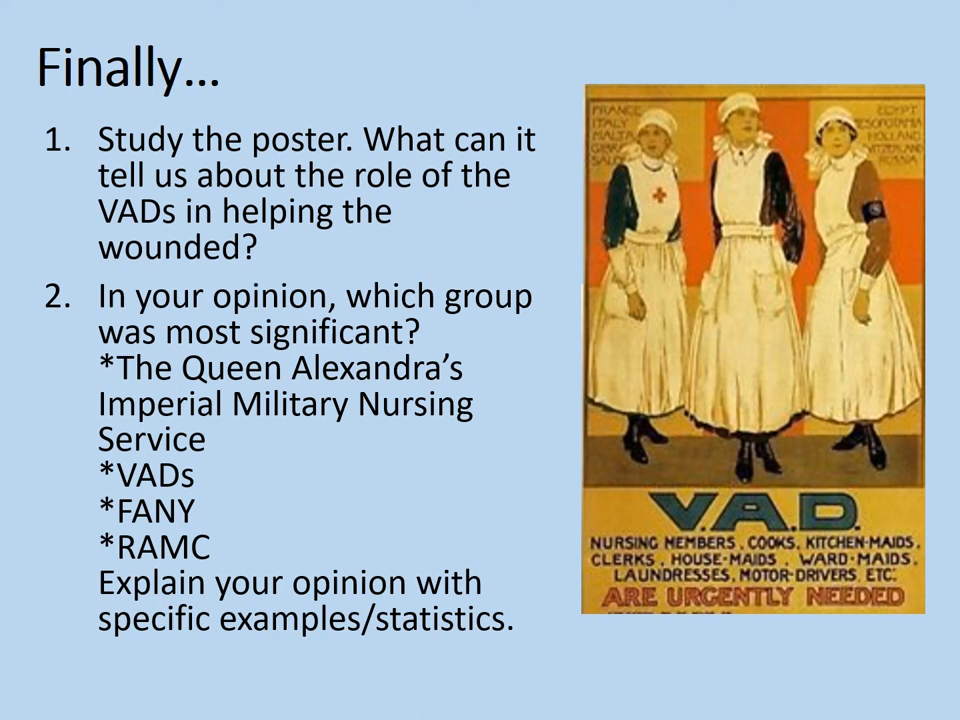 Finally…
1. Study the poster. What can it
tell us about the role of the
VADs in helping the
wounded?
2. In your opinion, which group
was most significant?
*The Queen Alexandra’s
Imperial Military Nursing
Service
*VADs
*FANY
*RAMC
Explain your opinion with
specific examples/statistics.
FRANCE
ITALY
MALTA
EGYPT
HOLLAND
RUSSIA
V.A.D.
NURSING MEMBERS, COOKS, KITCHEN-MAIDS,
CLERKS, HOUSE-MAIDS, WARD-MAIDS,
LAUNDRESSES, MOTOR-DRIVERS, ETC.
ARE URGENTLY NEEDED